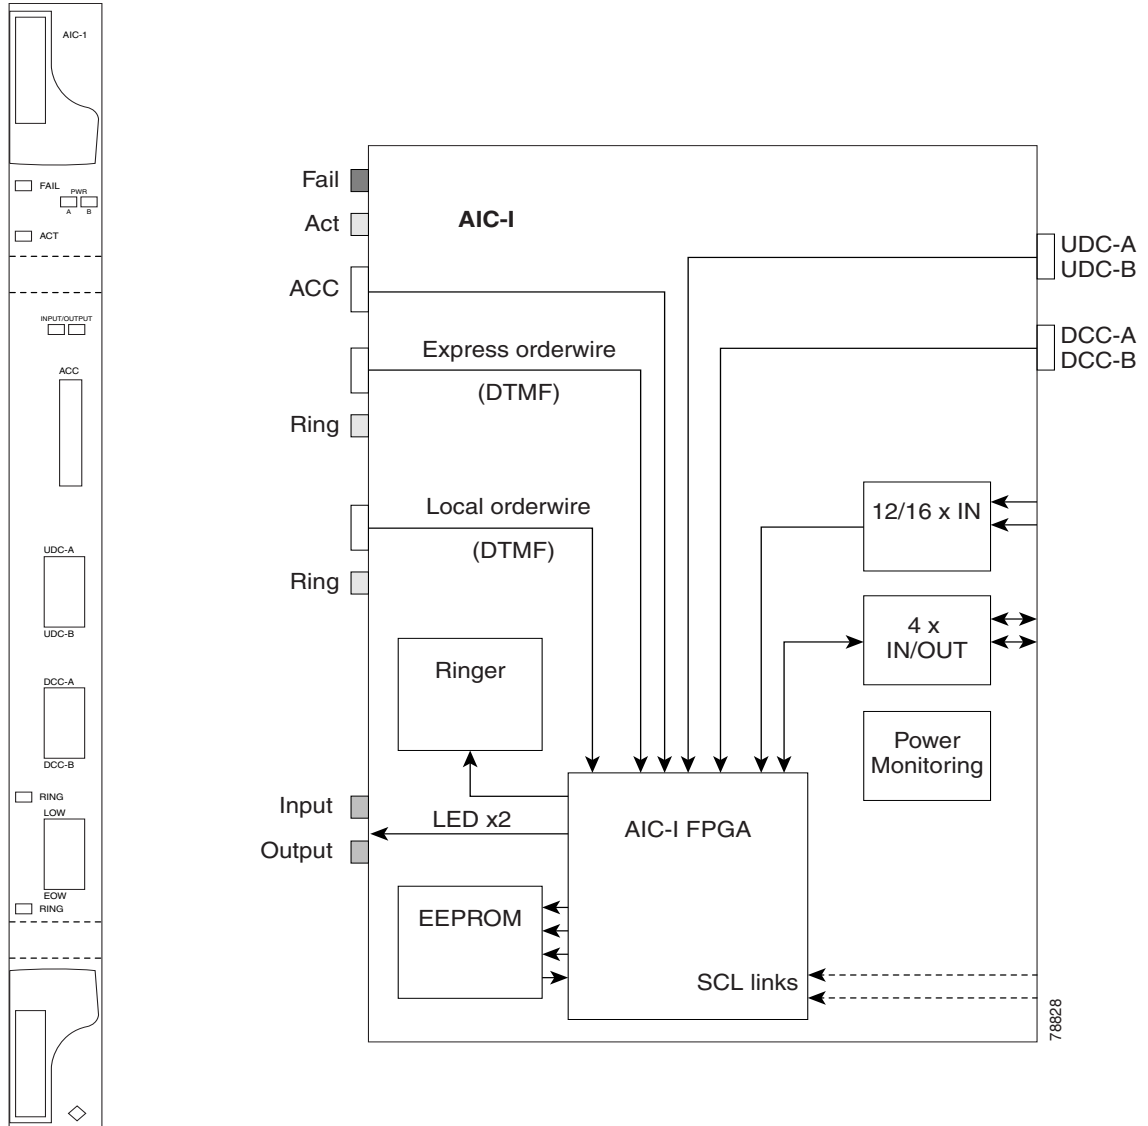 AIC-1
FAIL
PWR
A B
ACT
INPUT/OUTPUT
ACC
UDC-A
UDC-B
DCC-A
DCC-B
RING
LOW
EOW
RING
Fail
Act
AIC-I
ACC
Express orderwire
(DTMF)
Ring
Local orderwire
(DTMF)
Ring
UDC-A
UDC-B
DCC-A
DCC-B
12/16 x IN
4 x
IN/OUT
Ringer
Power
Monitoring
Input
LED x2
Output
AIC-I FPGA
EEPROM
SCL links
78828